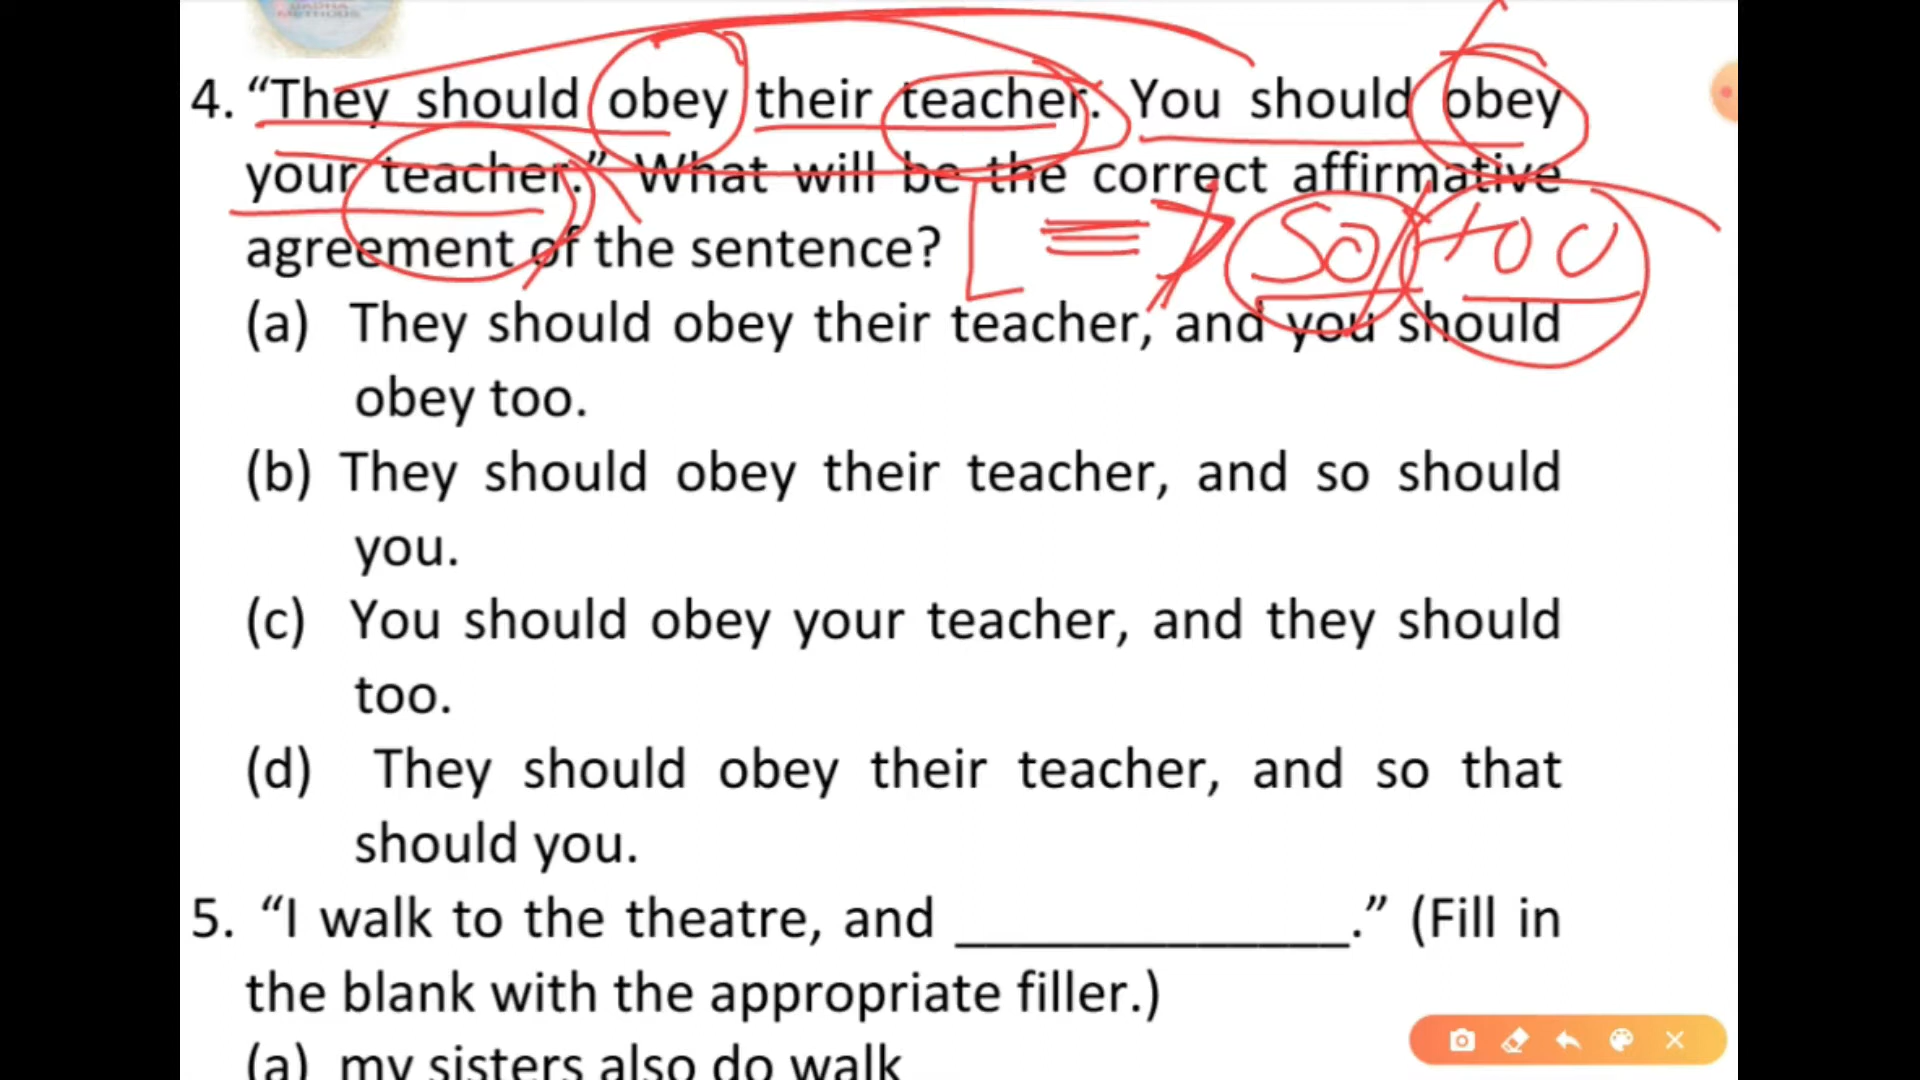 METHODS
4. “They should obey their teacher. You should obey
your teacher.” What will be the correct affirmative
agreement of the sentence?
⇒ so/too
(a) They should obey their teacher, and you should
obey too.
(b) They should obey their teacher, and so should
you.
(c) You should obey your teacher, and they should
too.
(d) They should obey their teacher, and so that
should you.
5. “I walk to the theatre, and ______________.” (Fill in
the blank with the appropriate filler.)
(a) my sisters also do walk